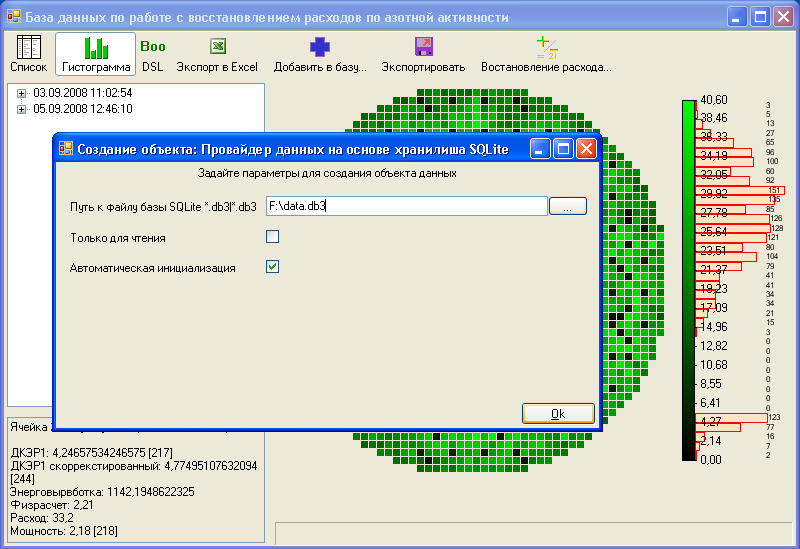 База данных по работе с восстановлением расходов по азотной активности
Список
Гистограмма
Boo
DSL
Экспорт в Excel
Добавить в базу...
Экспортировать
= 21
Востановление расхода...
03.09.2008 11:02:54
05.09.2008 12:46:10
Создание объекта: Провайдер данных на основе хранилиша SQLite
Задайте параметры для создания объекта данных
Путь к файлу базы SQLite *.db3|*.db3
F:\data.db3
...
Только для чтения
Автоматическая инициализация
Ok
40,60
38,46
36,33
34,19
32,05
29,92
27,78
25,64
23,51
21,37
19,23
17,09
14,96
12,82
10,68
8,55
6,41
4,27
2,14
0,00
3
5
13
27
65
96
100
60
92
151
135
85
126
128
121
80
104
79
41
41
34
34
21
15
3
0
0
0
0
0
0
0
0
123
77
16
7
2
Ячейка
ДКЭР1: 4,24657534246575 [217]
ДКЭР1 скорректированный: 4,77495107632094
[244]
Энерговырвботка: 1142,1948622325
Физрасчет: 2,21
Расход: 33,2
Мощность: 2,18 [218]